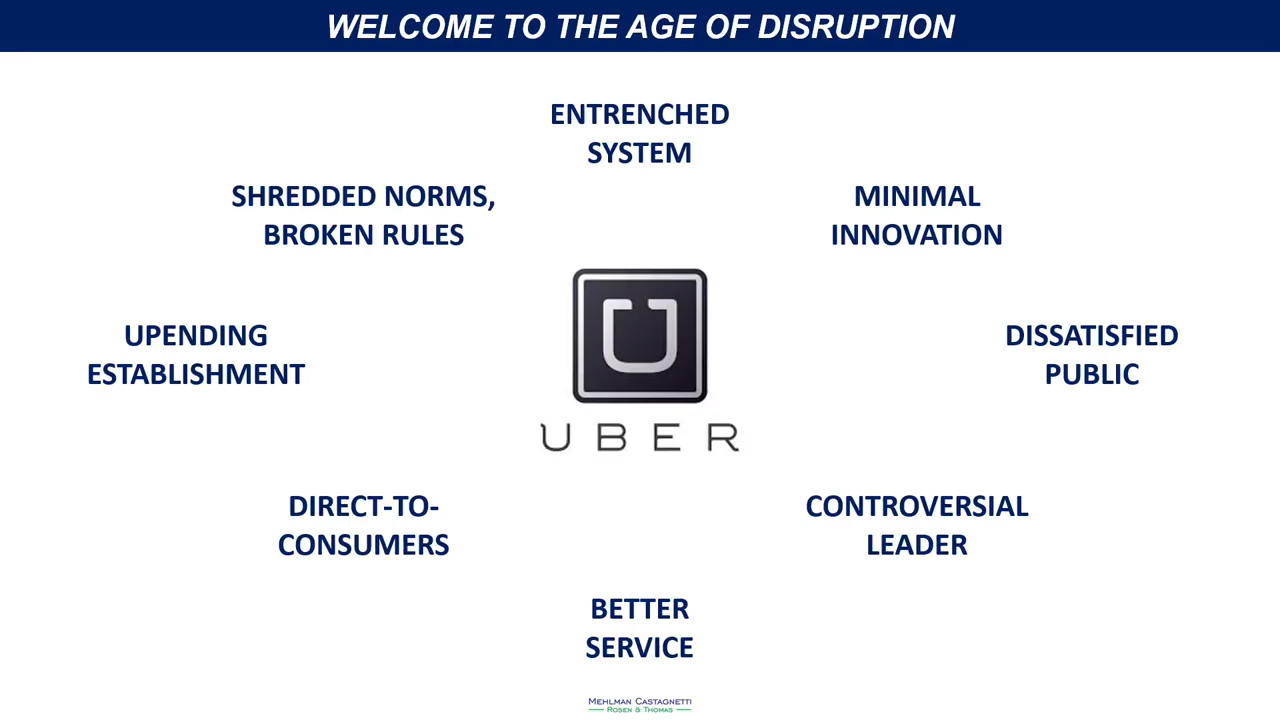 WELCOME TO THE AGE OF DISRUPTION
ENTRENCHED
SYSTEM
SHREDDED NORMS,
BROKEN RULES
MINIMAL
INNOVATION
UPENDING
ESTABLISHMENT
U
UBER
DISSATISFIED
PUBLIC
DIRECT-TO-
CONSUMERS
CONTROVERSIAL
LEADER
BETTER
SERVICE
MEHLMAN CASTAGNETTI
ROSEN & THOMAS